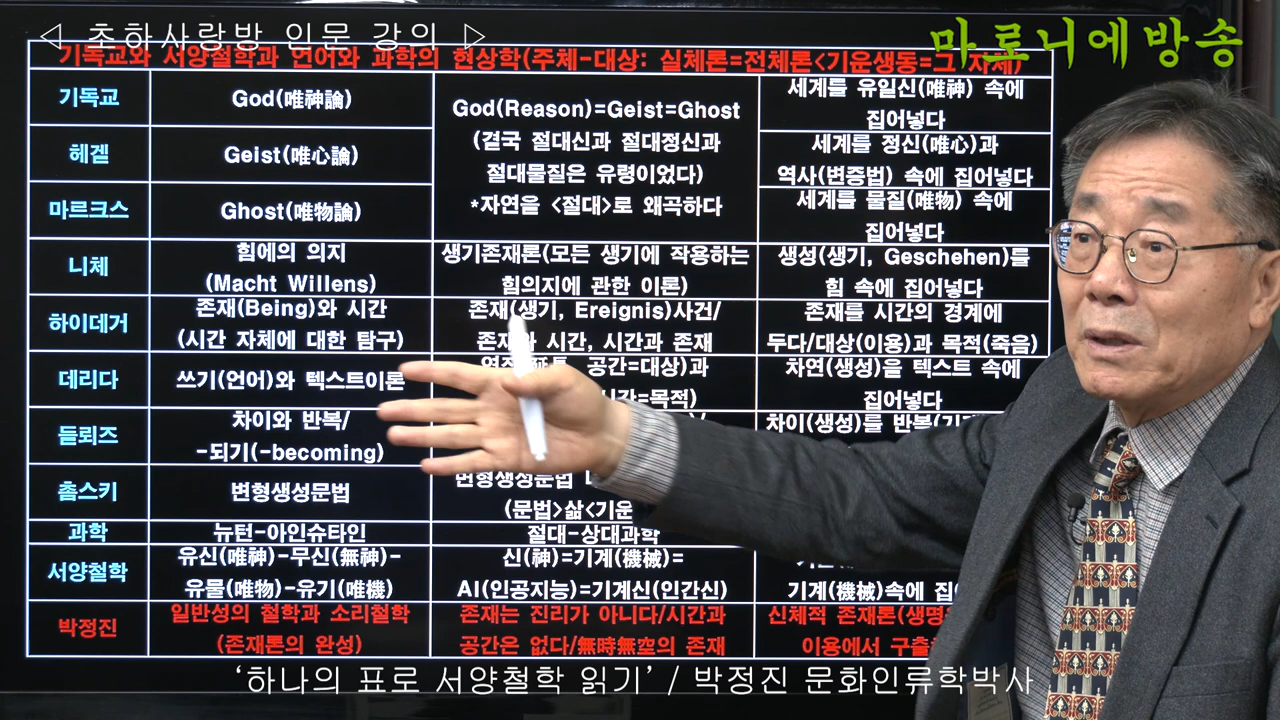 ◁ 초하사랑방 인문 강의 ▷
마로니에방송
기독교와 서양철학과 언어와 과학의 현상학(주체-대상: 실체론=전체론<기운생동=그 자체)
기독교
God(唯神論)
God(Reason)=Geist=Ghost
(결국 절대신과 절대정신과
절대물질은 유령이었다)
*자연을 <절대>로 왜곡하다
세계를 유일신(唯神) 속에
집어넣다
헤겔
Geist(唯心論)
세계를 정신(唯心)과
역사(변증법) 속에 집어넣다
마르크스
Ghost(唯物論)
세계를 물질(唯物) 속에
집어넣다
니체
힘에의 의지
(Macht Willens)
생기존재론(모든 생기에 작용하는
힘의지에 관한 이론)
생성(생기, Geschehen)를
힘 속에 집어넣다
하이데거
존재(Being)와 시간
(시간 자체에 대한 탐구)
존재(생기, Ereignis)사건/
존재와 시간, 시간과 존재
존재를 시간의 경계에
두다/대상(이용)과 목적(죽음)
데리다
쓰기(언어)와 텍스트이론
공간=대상)과
시간=목적)
차연(생성)을 텍스트 속에
집어넣다
들뢰즈
차이와 반복/
-되기(-becoming)
차이(생성)를 반복(기
촘스키
변형생성문법
변형생성문법
(문법>삶<기운
과학
뉴턴-아인슈타인
절대-상대과학
서양철학
유신(唯神)-무신(無神)-
유물(唯物)-유기(唯機)
신(神)=기계(機械)=
AI(인공지능)=기계신(인간신)
기계(機械)속에 집
박정진
일반성의 철학과 소리철학
(존재론의 완성)
존재는 진리가 아니다/시간과
공간은 없다/無時無空의 존재
신체적 존재론(생명
이용에서 구출
‘하나의 표로 서양철학 읽기’ / 박정진 문화인류학박사